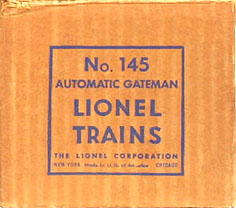 No. 145
AUTOMATIC GATEMAN
LIONEL
TRAINS
THE LIONEL CORPORATION
NEW YORK Made in U.S. of America CHICAGO